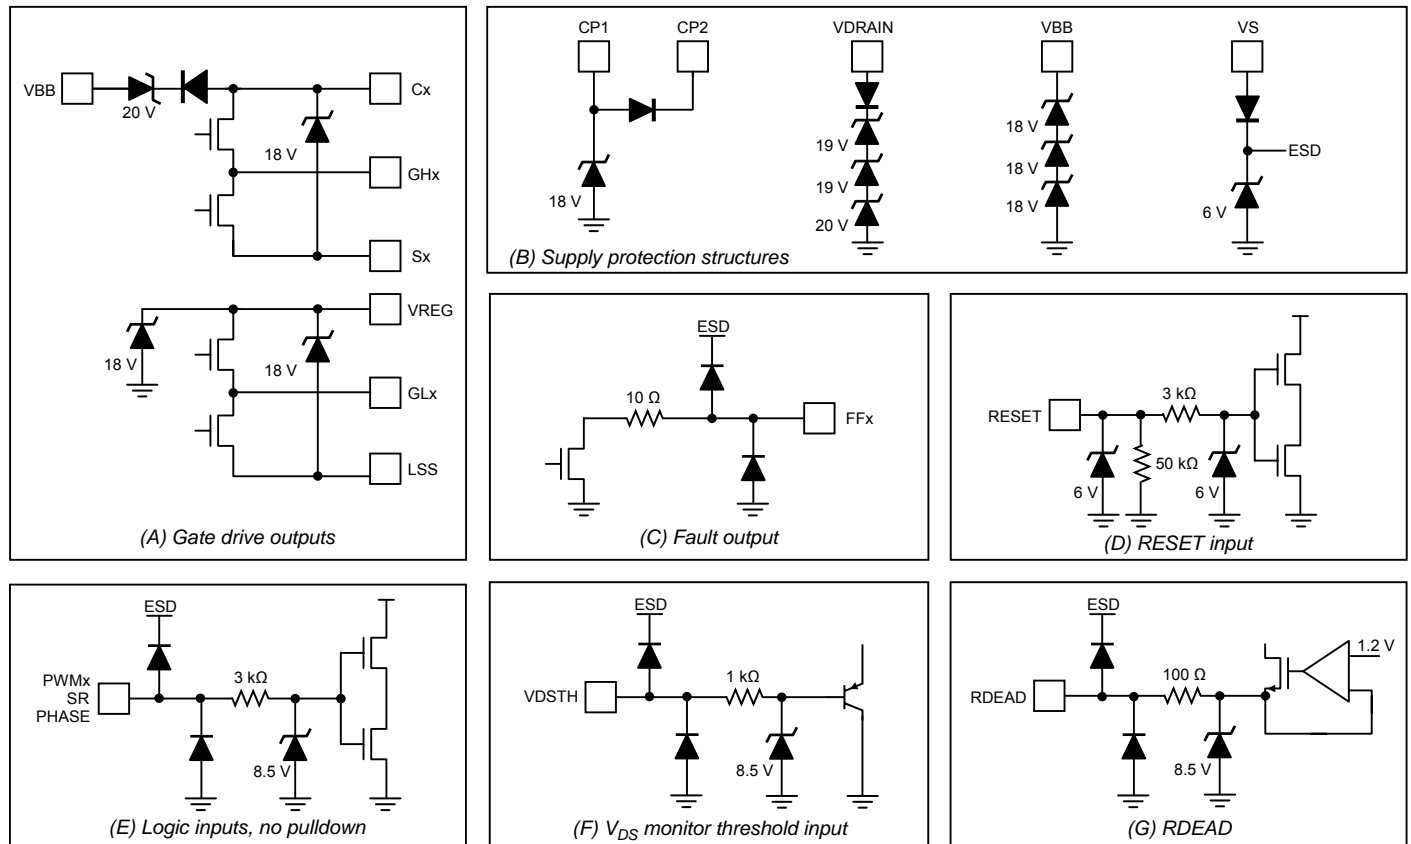 VBB
20 V
18 V
Cx
GHx
Sx
18 V
18 V
VREG
GLx
LSS
(A) Gate drive outputs
CP1
CP2
VDRAIN
VBB
VS
18 V
19 V
19 V
20 V
18 V
18 V
18 V
ESD
6 V
(B) Supply protection structures
ESD
10 Ω
FFx
(C) Fault output
RESET
3 kΩ
50 kΩ
6 V
6 V
(D) RESET input
ESD
PWMx
SR
PHASE
3 kΩ
8.5 V
(E) Logic inputs, no pulldown
ESD
VDSTH
1 kΩ
8.5 V
(F) VDS monitor threshold input
ESD
RDEAD
100 Ω
1.2 V
8.5 V
(G) RDEAD